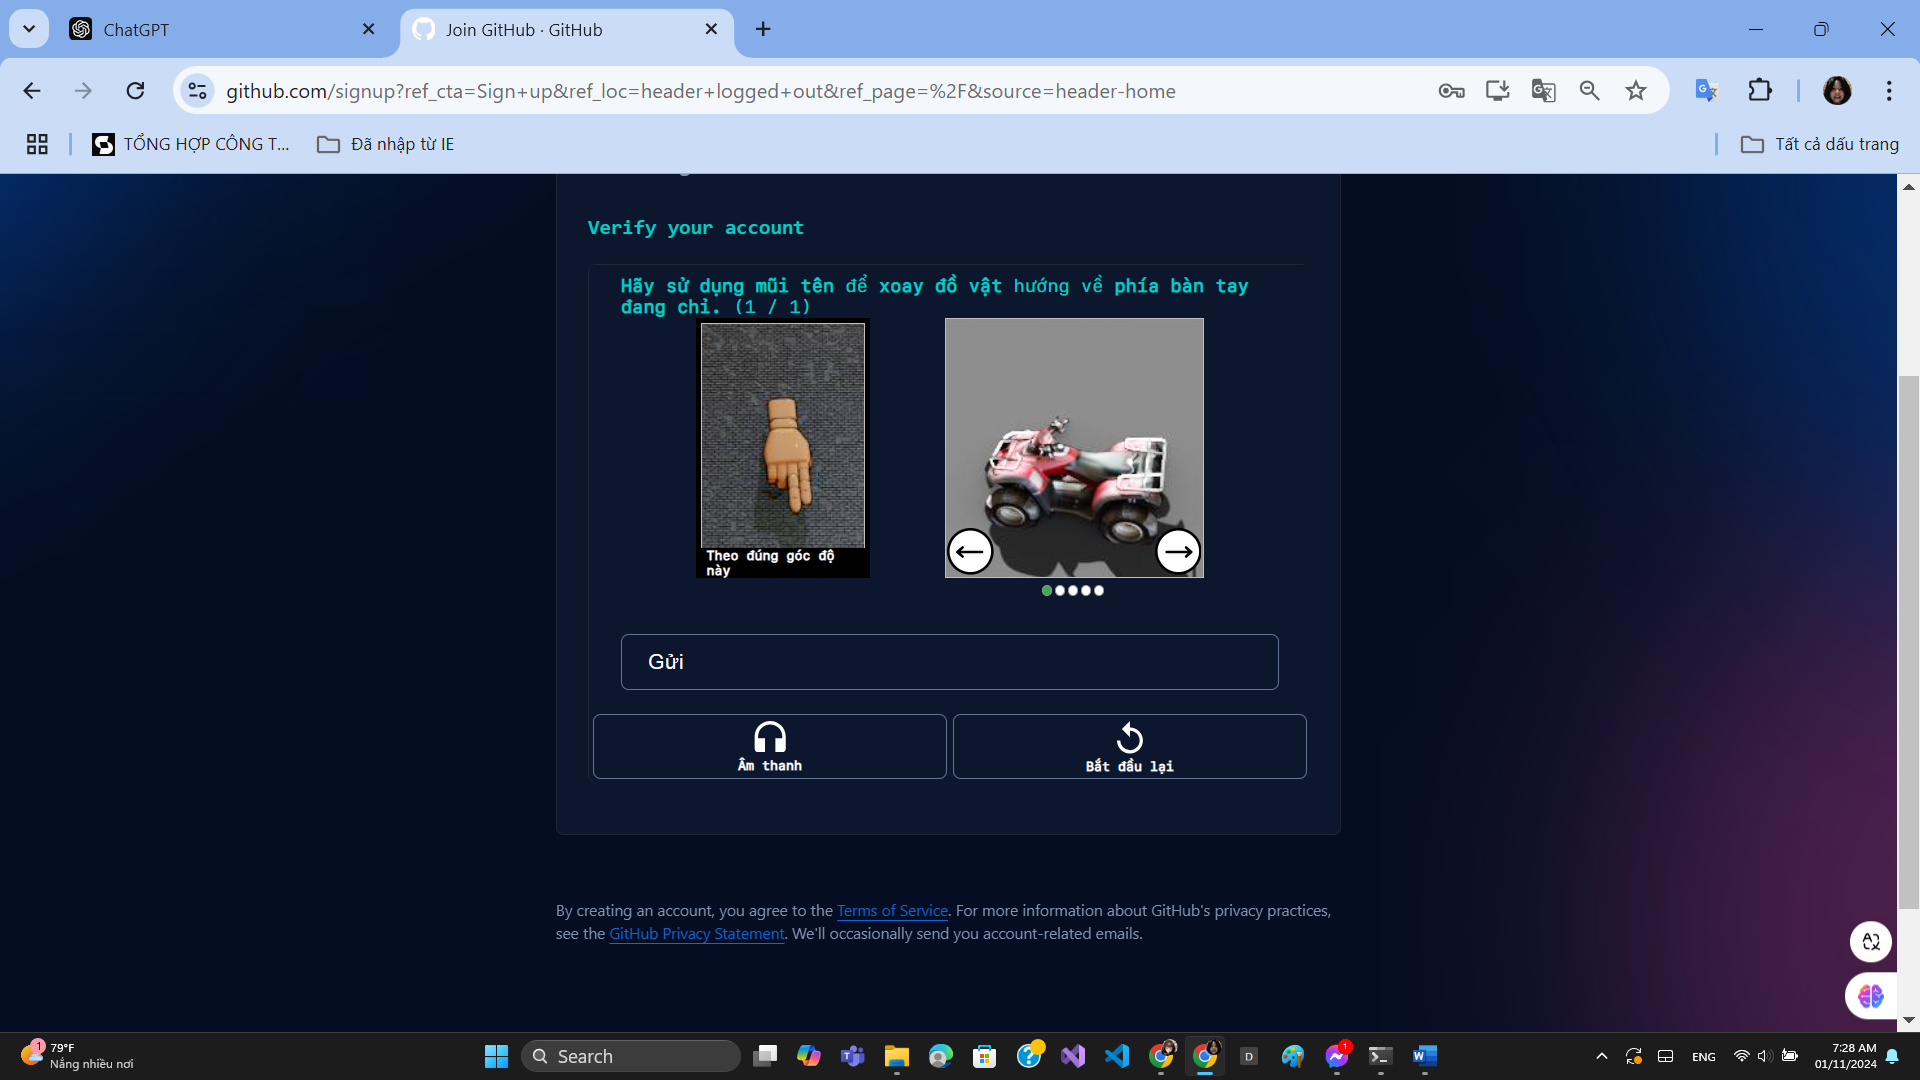 ChatGPT
Join GitHub · GitHub
github.com/signup?ref_cta=Sign+up&ref_loc=header+logged+out&ref_page=%2F&source=header-home
TỔNG HỢP CÔNG T...
Đã nhập từ IE
Tất cả dấu trang
Verify your account
Hãy sử dụng mũi tên để xoay đồ vật hướng về phía bàn tay
đang chỉ. (1 / 1)
Theo đúng góc độ
này
Gửi
Âm thanh
Bắt đầu lại
By creating an account, you agree to the Terms of Service. For more information about GitHub's privacy practices,
see the GitHub Privacy Statement. We'll occasionally send you account-related emails.
1
79°F
Nắng nhiều nơi
Search
D
1
ENG
7:28 AM
01/11/2024